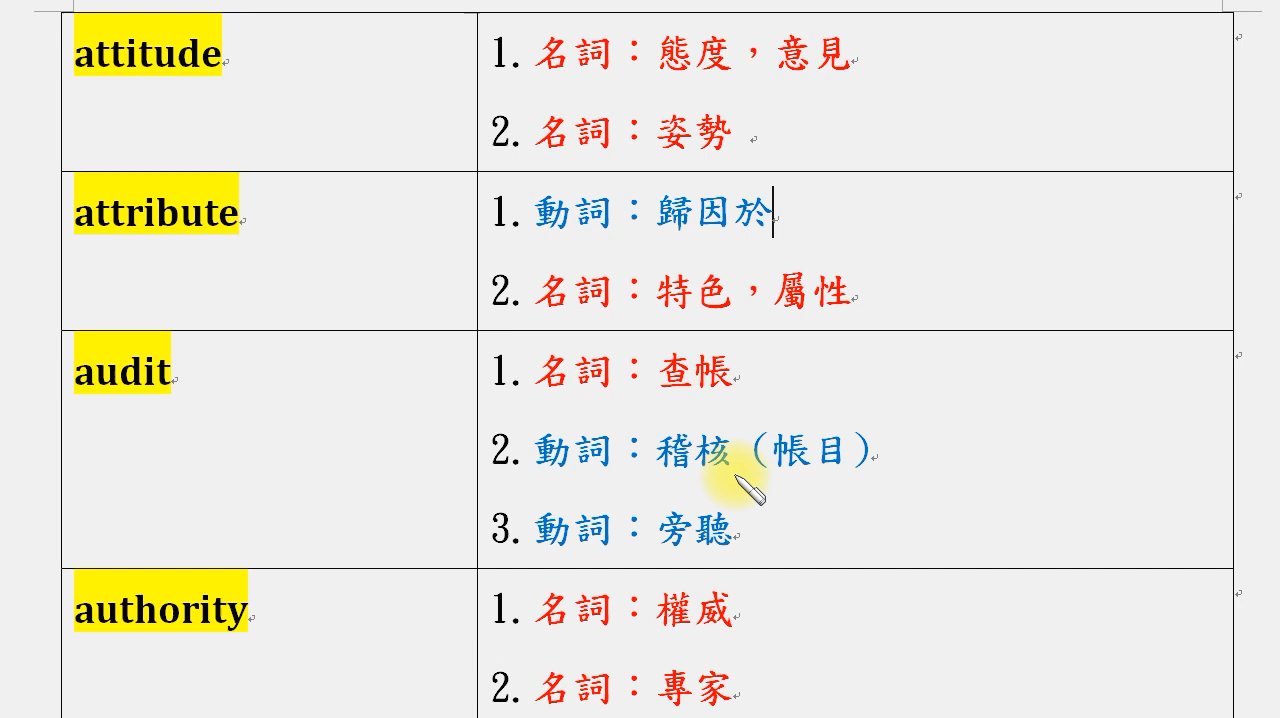 attitude
1. 名詞：態度，意見
2. 名詞：姿勢
attribute
1. 動詞：歸因於
2. 名詞：特色，屬性
audit
1. 名詞：查帳
2. 動詞：稽核（帳目）
3. 動詞：旁聽
authority
1. 名詞：權威
2. 名詞：專家